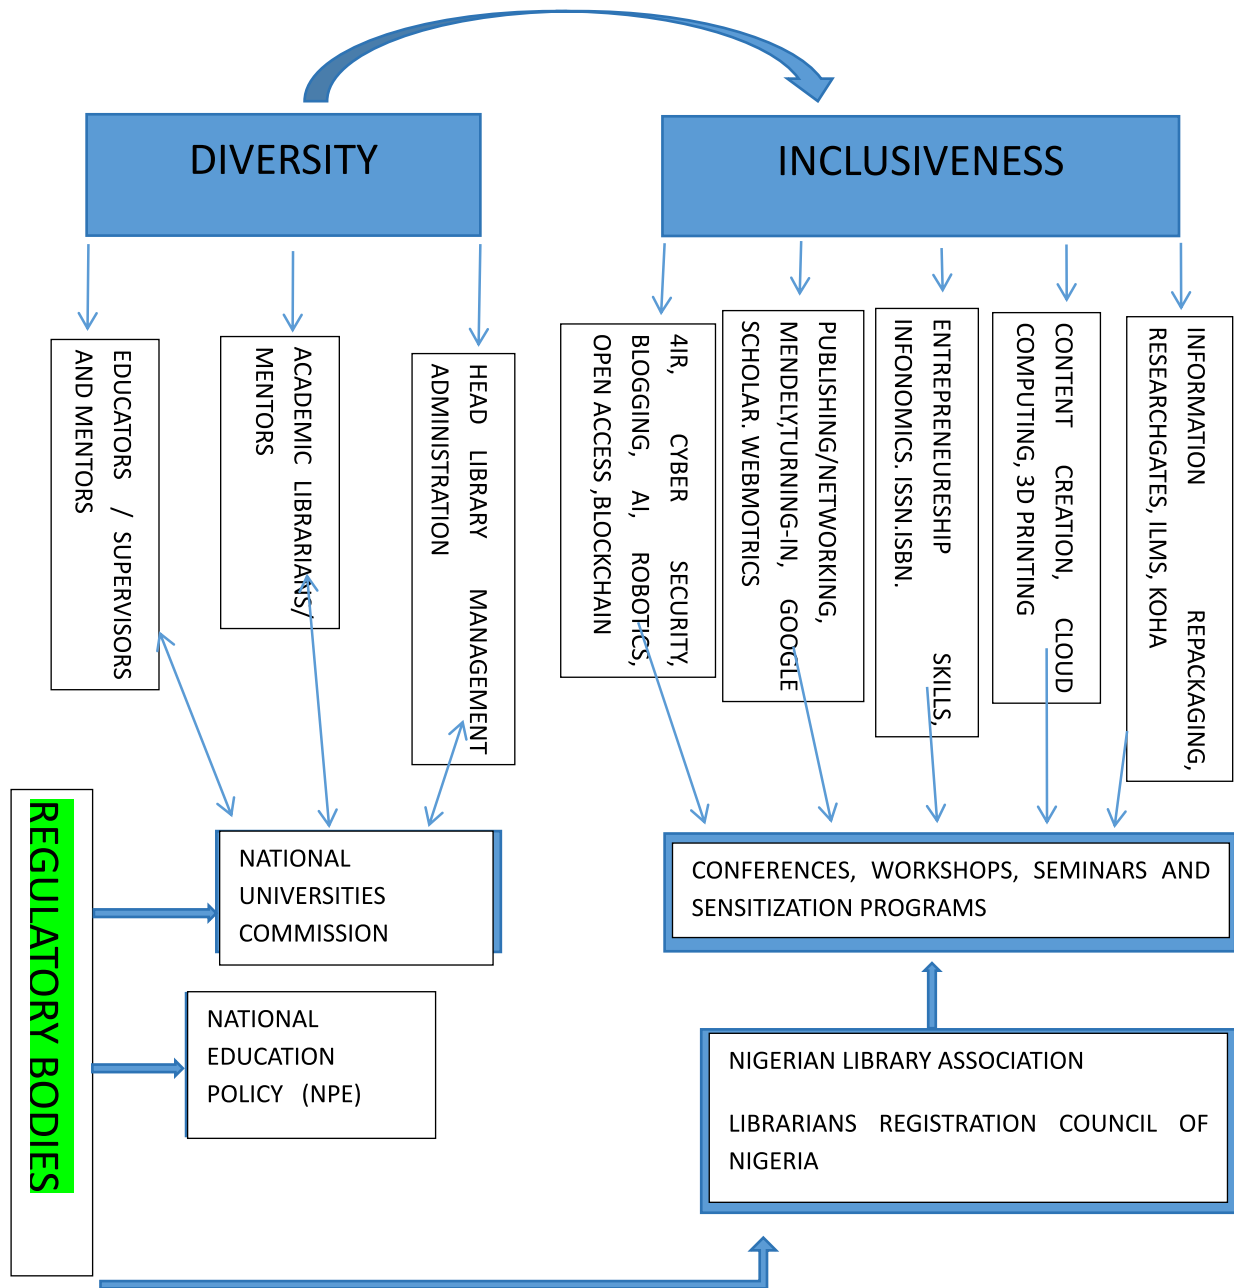 DIVERSITY
INCLUSIVENESS
EDUCATORS / SUPERVISORS
AND MENTORS
ACADEMIC LIBRARIANS/
MENTORS
HEAD LIBRARY MANAGEMENT
ADMINISTRATION
4IR, CYBER SECURITY,
BLOGGING, AI, ROBOTICS,
OPEN ACCESS ,BLOCKCHAIN
PUBLISHING/NETWORKING,
MENDELY,TURNING-IN, GOOGLE
SCHOLAR. WEBMOTRICS
ENTREPRENEURESHIP SKILLS,
INFONOMICS. ISSN.ISBN.
CONTENT CREATION, CLOUD
COMPUTING, 3D PRINTING
INFORMATION REPACKAGING,
RESEARCHGATES, ILMS, KOHA
REGULATORY BODIES
NATIONAL
UNIVERSITIES
COMMISSION
NATIONAL
EDUCATION
POLICY (NPE)
CONFERENCES, WORKSHOPS, SEMINARS AND
SENSITIZATION PROGRAMS
NIGERIAN LIBRARY ASSOCIATION
LIBRARIANS REGISTRATION COUNCIL OF
NIGERIA